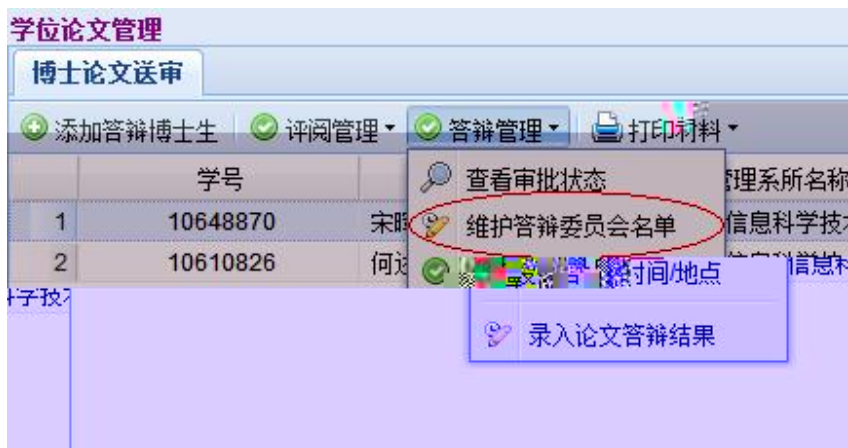 学位论文管理
博士论文送审
添加答辩博士生 评阅管理 答辩管理 打印材料
学号 查看审批状态 理系所名称
1 10648870 宋 维护答辩委员会名单 信息科学技
2 10610826 何 时间/地点
录入论文答辩结果